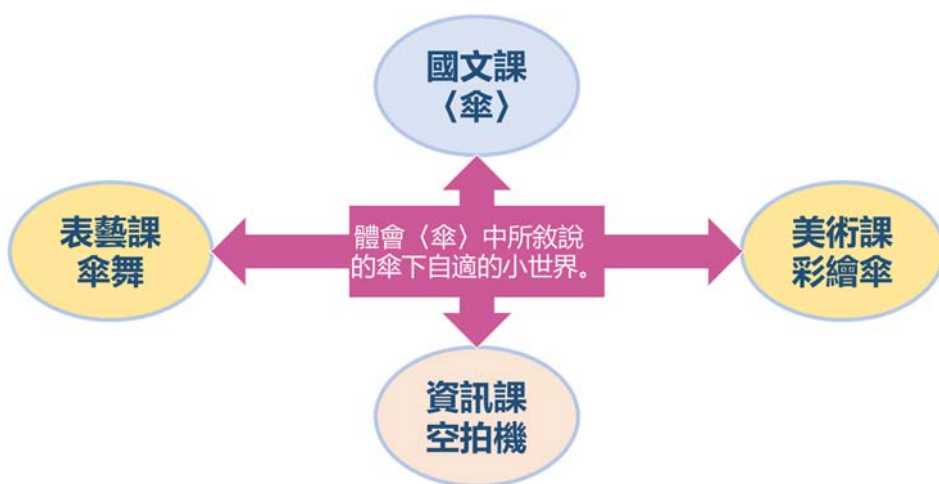 國文課
〈傘〉
表藝課
傘舞
體會〈傘〉中所敘說
的傘下自適的小世界。
美術課
彩繪傘
資訊課
空拍機